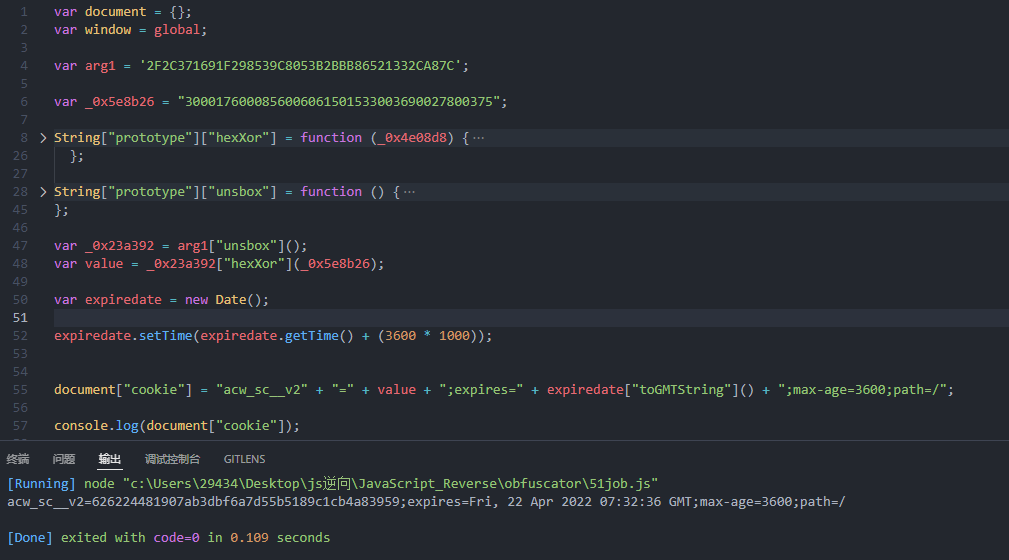 1 var document = {};
2 var window = global;
3
4 var arg1 = '2F2C371691F298539C8053B2BBB86521332CA87C';
5
6 var _0x5e8b26 = "3000176000856006061501533003690027800375";
7
8 > String["prototype"]["hexXor"] = function (_0x4e08d8) { ···
26 };
27
28 > String["prototype"]["unsbox"] = function () { ···
45 };
46
47 var _0x23a392 = arg1["unsbox"]();
48 var value = _0x23a392["hexXor"](_0x5e8b26);
49
50 var expiredate = new Date();
51
52 expiredate.setTime(expiredate.getTime() + (3600 * 1000));
53
54
55 document["cookie"] = "acw_sc__v2" + "=" + value + ";expires=" + expiredate["toGMTString"]() + ";max-age=3600;path=/";
56
57 console.log(document["cookie"]);
终端 问题 输出 调试控制台 GITLENS
[Running] node "c:\Users\29434\Desktop\js逆向\JavaScript_Reverse\obfuscator\51job.js"
acw_sc__v2=626224481907ab3dbf6a7d55b5189c1cb4a83959;expires=Fri, 22 Apr 2022 07:32:36 GMT;max-age=3600;path=/
[Done] exited with code=0 in 0.109 seconds